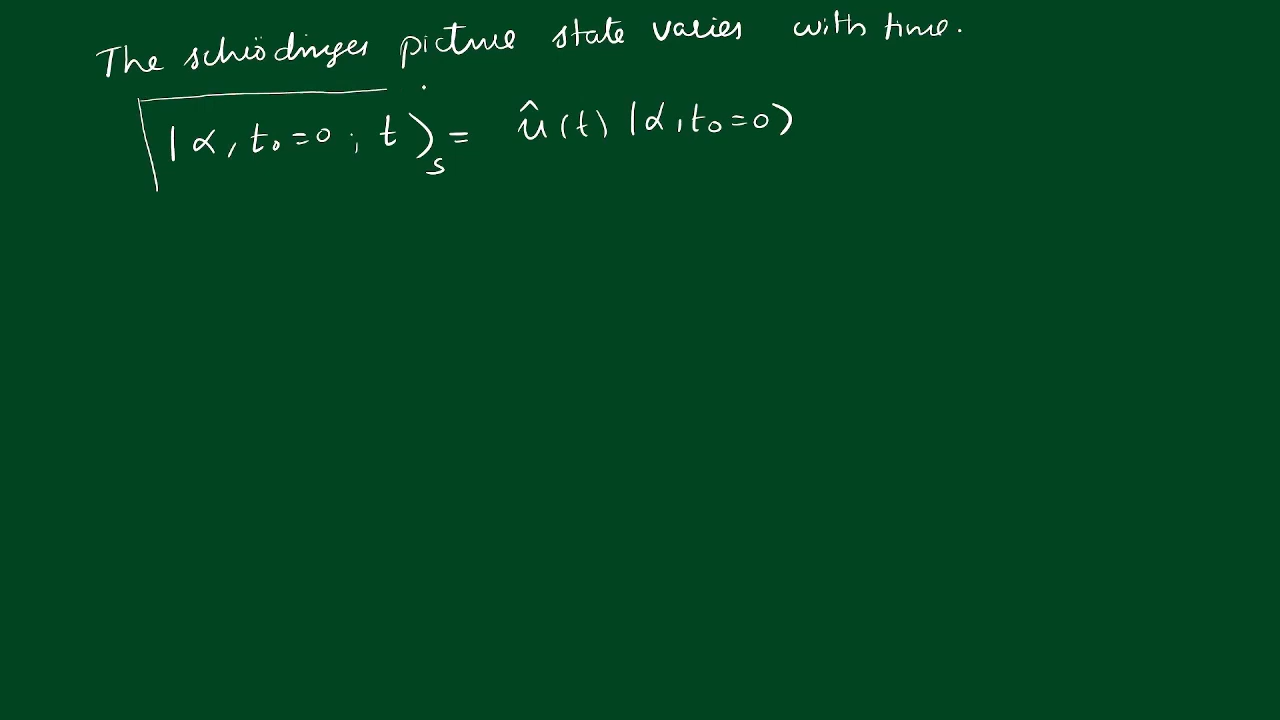 The schrödinger picture state varies with time.
|α, t₀=0 ; t⟩ₛ = û(t) |α, t₀=0⟩